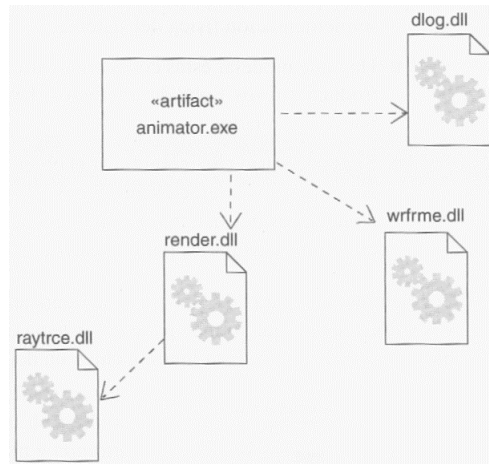 dlog.dll
«artifact»
animator.exe
wrfrme.dll
render.dll
raytrce.dll